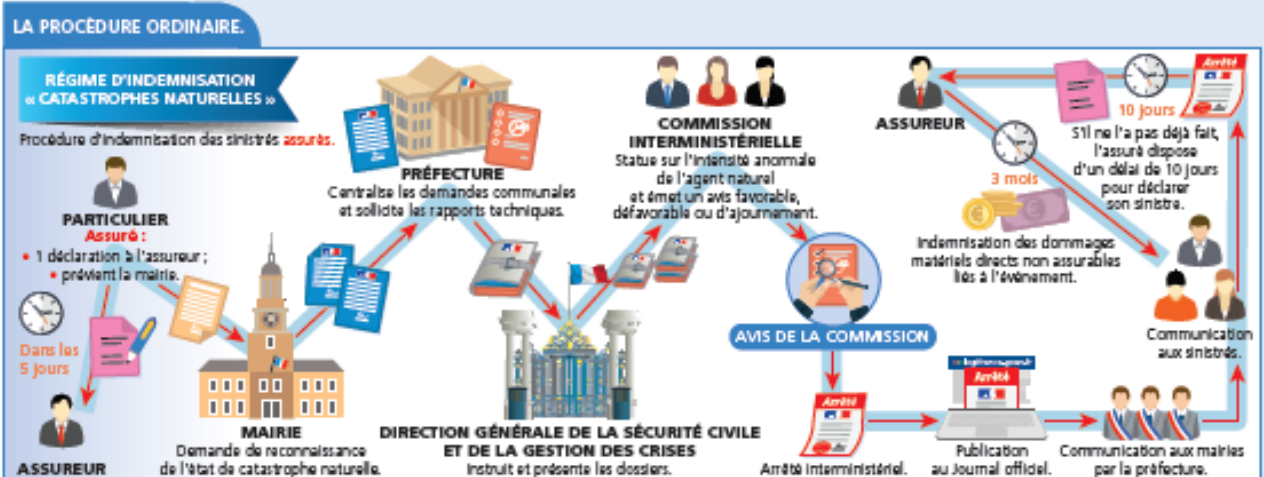 LA PROCÉDURE ORDINAIRE.
RÉGIME D'INDEMNISATION
« CATASTROPHES NATURELLES »
Procédure d'indemnisation des sinistrés assurés.
PARTICULIER
Assuré :
• 1 déclaration à l'assureur ;
• prévient la mairie.
Dans les
5 jours
ASSUREUR
MAIRIE
Demande de reconnaissance
de l'état de catastrophe naturelle.
PRÉFECTURE
Centralise les demandes communales
et sollicite les rapports techniques.
DIRECTION GÉNÉRALE DE LA SÉCURITÉ CIVILE
ET DE LA GESTION DES CRISES
Instruit et présente les dossiers.
COMMISSION
INTERMINISTÉRIELLE
Statue sur l'intensité anormale
de l'agent naturel
et émet un avis favorable,
défavorable ou d'ajournement.
AVIS DE LA COMMISSION
Arrêté
Arrêté interministériel.
Arrêté
Publication
au Journal officiel.
Communication aux mairies
par la préfecture.
Communication
aux sinistrés.
Arrêté
10 jours
S'il ne l'a pas déjà fait,
l'assuré dispose
d'un délai de 10 jours
pour déclarer
son sinistre.
ASSUREUR
3 mois
Indemnisation des dommages
matériels directs non assurables
liés à l'évènement.